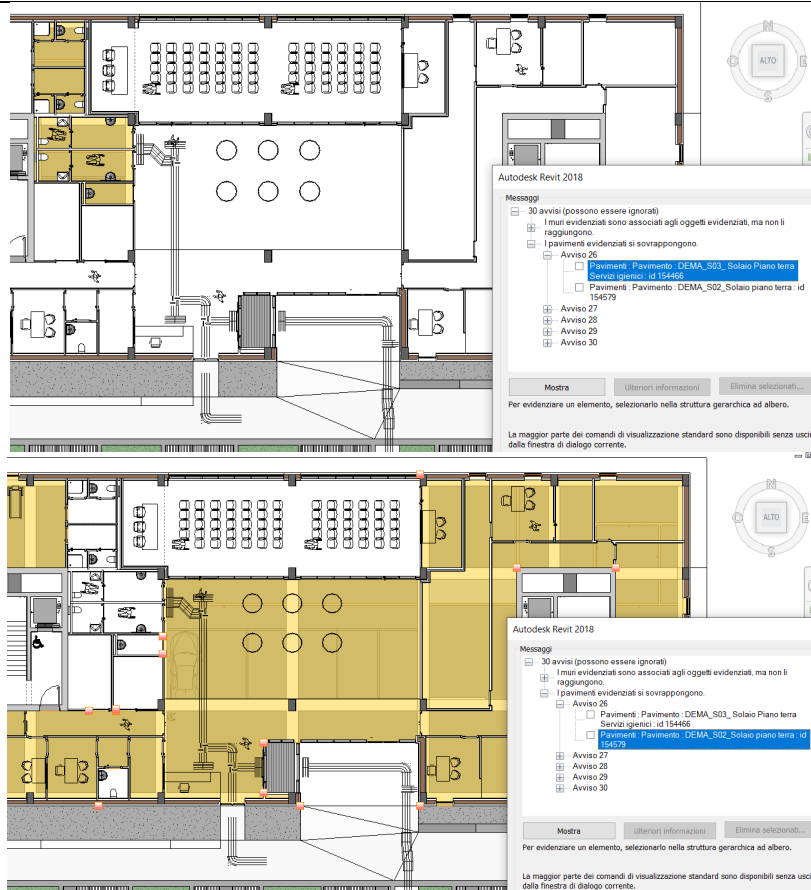 N
ALTO
O
E
S
Autodesk Revit 2018
Messaggi
30 avvisi (possono essere ignorati)
I muri evidenziati sono associati agli oggetti evidenziati, ma non li
raggiungono.
I pavimenti evidenziati si sovrappongono.
Avviso 26
Pavimenti : Pavimento : DEMA_S03_ Solaio Piano terra
Servizi igienici : id 154466
Pavimenti : Pavimento : DEMA_S02_Solaio piano terra : id
154579
Avviso 27
Avviso 28
Avviso 29
Avviso 30
Mostra
Ulteriori informazioni
Elimina selezionati...
Per evidenziare un elemento, selezionarlo nella struttura gerarchica ad albero.
La maggior parte dei comandi di visualizzazione standard sono disponibili senza usci
dalla finestra di dialogo corrente.
N
ALTO
O
E
S
Autodesk Revit 2018
Messaggi
30 avvisi (possono essere ignorati)
I muri evidenziati sono associati agli oggetti evidenziati, ma non li
raggiungono.
I pavimenti evidenziati si sovrappongono.
Avviso 26
Pavimenti : Pavimento : DEMA_S03_ Solaio Piano terra
Servizi igienici : id 154466
Pavimenti : Pavimento : DEMA_S02_Solaio piano terra : id
154579
Avviso 27
Avviso 28
Avviso 29
Avviso 30
Mostra
Ulteriori informazioni
Elimina selezionati...
Per evidenziare un elemento, selezionarlo nella struttura gerarchica ad albero.
La maggior parte dei comandi di visualizzazione standard sono disponibili senza usci
dalla finestra di dialogo corrente.